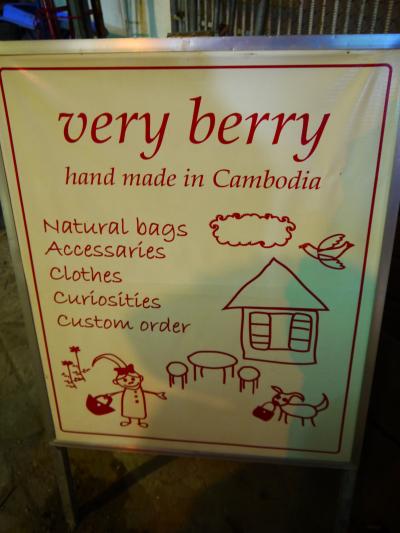 very berry
hand made in Cambodia
Natural bags
Accessaries
Clothes
Curiosities
Custom order